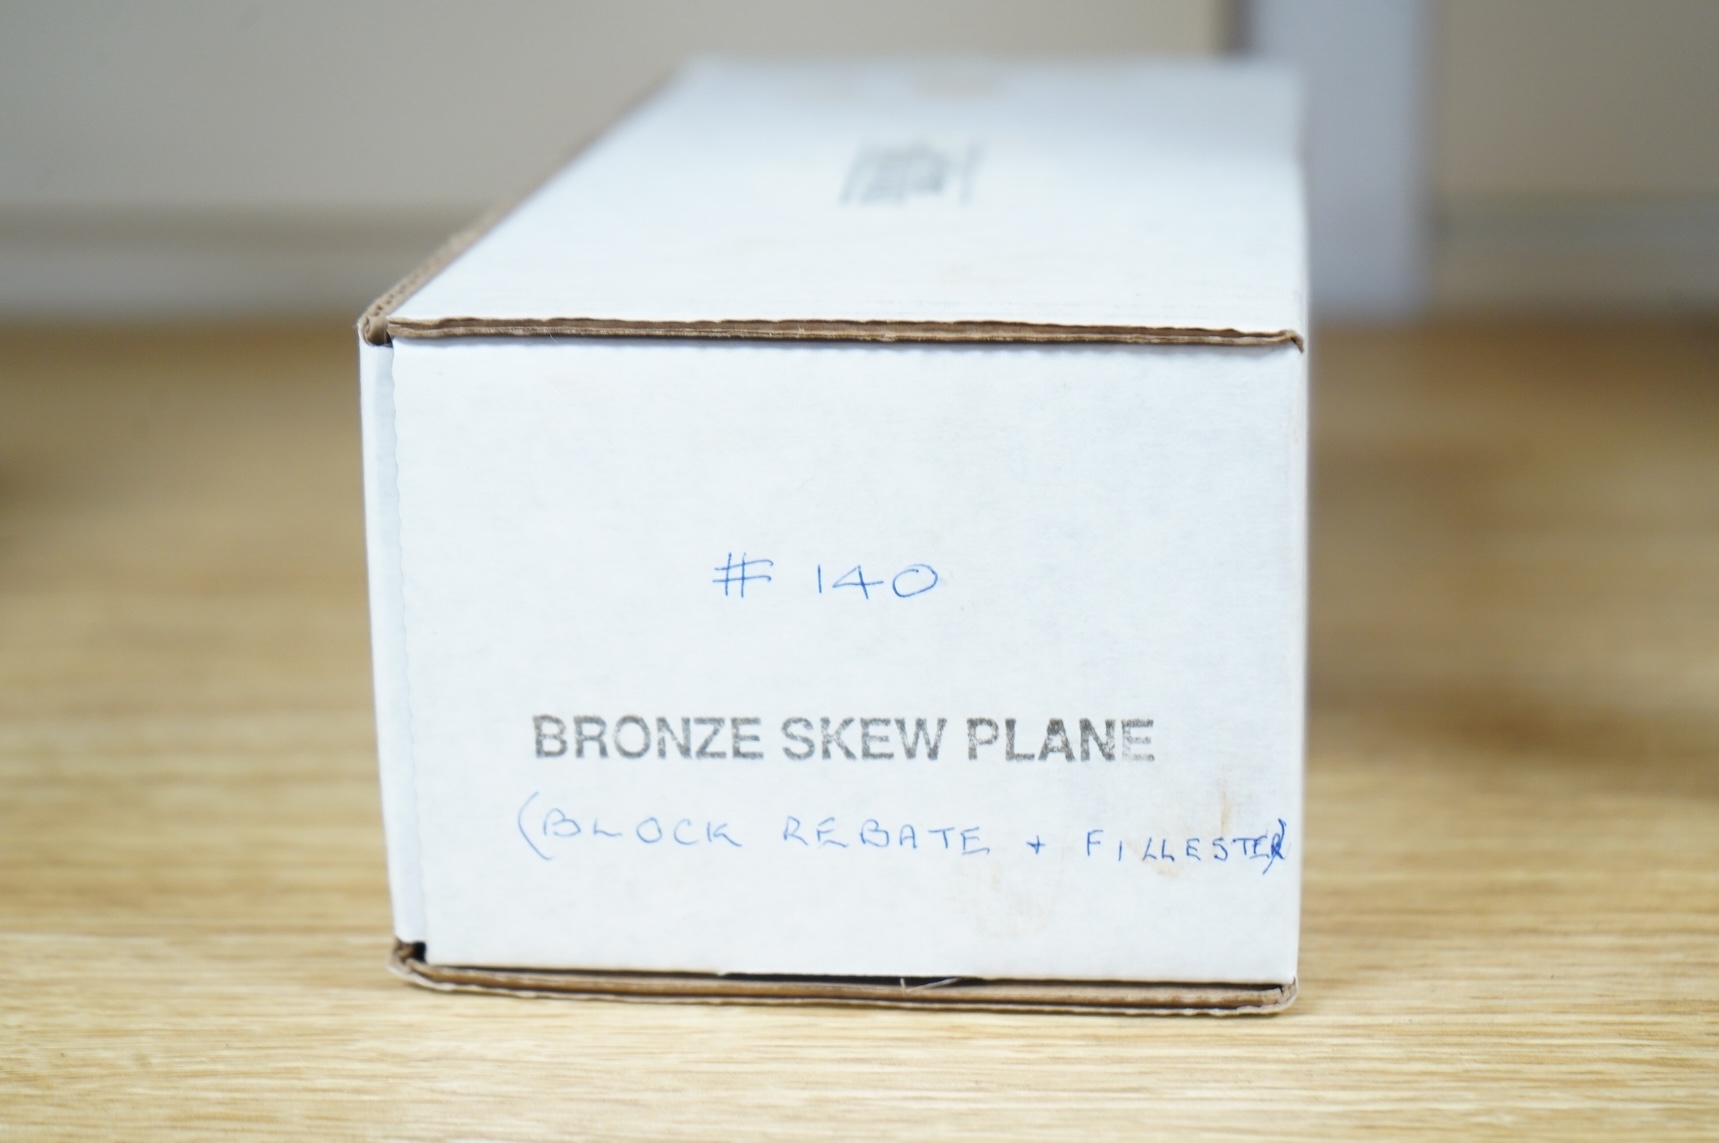 # 140
BRONZE SKEW PLANE
(BLOCK REBATE + FILLESTER)